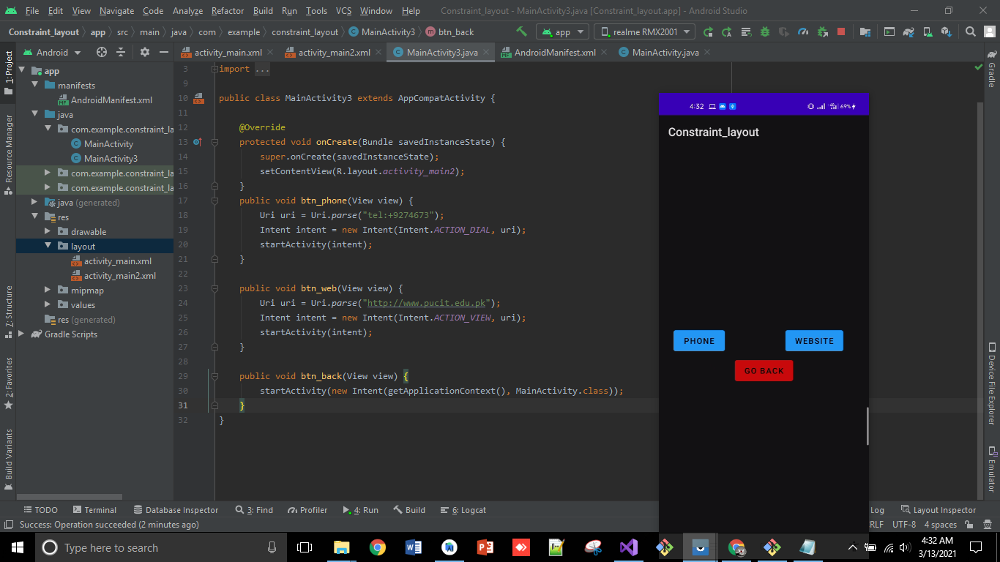 File Edit View Navigate Code Analyze Refactor Build Run Tools VCS Window Help Constraint_layout - MainActivity3.java [Constraint_layout.app] - Android Studio
Constraint_layout app src main java com example constraint_layout MainActivity3 btn_back app realme RMX2001
Android activity_main.xml activity_main2.xml MainActivity3.java AndroidManifest.xml MainActivity.java
1: Project
Resource Manager
7: Structure
2: Favorites
Build Variants
app
manifests
AndroidManifest.xml
java
com.example.constraint_la
MainActivity
MainActivity3
com.example.constraint_la
com.example.constraint_la
java (generated)
res
drawable
layout
activity_main.xml
activity_main2.xml
mipmap
values
res (generated)
Gradle Scripts
3 import ...
9
10 public class MainActivity3 extends AppCompatActivity {
11
12 @Override
13 protected void onCreate(Bundle savedInstanceState) {
14 super.onCreate(savedInstanceState);
15 setContentView(R.layout.activity_main2);
16 }
17 public void btn_phone(View view) {
18 Uri uri = Uri.parse("tel:+9274673");
19 Intent intent = new Intent(Intent.ACTION_DIAL, uri);
20 startActivity(intent);
21 }
22
23 public void btn_web(View view) {
24 Uri uri = Uri.parse("http://www.pucit.edu.pk");
25 Intent intent = new Intent(Intent.ACTION_VIEW, uri);
26 startActivity(intent);
27 }
28
29 public void btn_back(View view) {
30 startActivity(new Intent(getApplicationContext(), MainActivity.class));
31 }
32 }
4:32 69%
Constraint_layout
PHONE WEBSITE
GO BACK
Gradle
Device File Explorer
Emulator
TODO Terminal Database Inspector 3: Find Profiler 4: Run Build 6: Logcat Log Layout Inspector
Success: Operation succeeded (2 minutes ago) RLF UTF-8 4 spaces
Type here to search
4:32 AM
3/13/2021